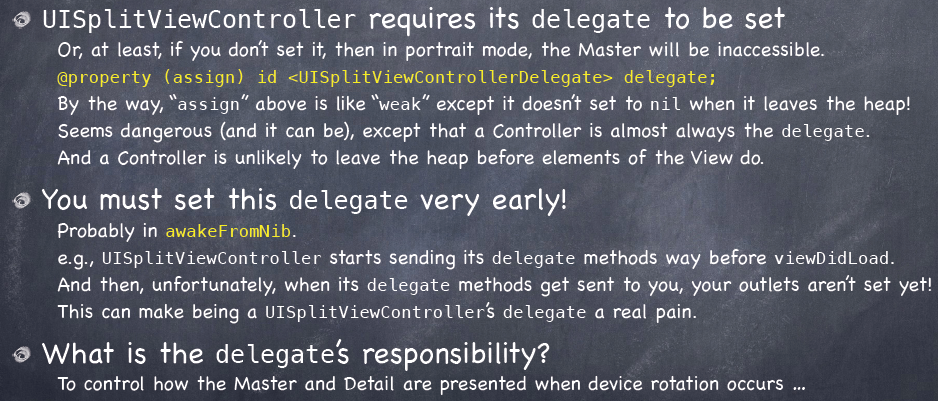 UISplitViewController requires its delegate to be set
Or, at least, if you don't set it, then in portrait mode, the Master will be inaccessible.
@property (assign) id <UISplitViewControllerDelegate> delegate;
By the way, “assign” above is like “weak” except it doesn't set to nil when it leaves the heap!
Seems dangerous (and it can be), except that a Controller is almost always the delegate.
And a Controller is unlikely to leave the heap before elements of the View do.
You must set this delegate very early!
Probably in awakeFromNib.
e.g., UISplitViewController starts sending its delegate methods way before viewDidLoad.
And then, unfortunately, when its delegate methods get sent to you, your outlets aren't set yet!
This can make being a UISplitViewController's delegate a real pain.
What is the delegate's responsibility?
To control how the Master and Detail are presented when device rotation occurs ...